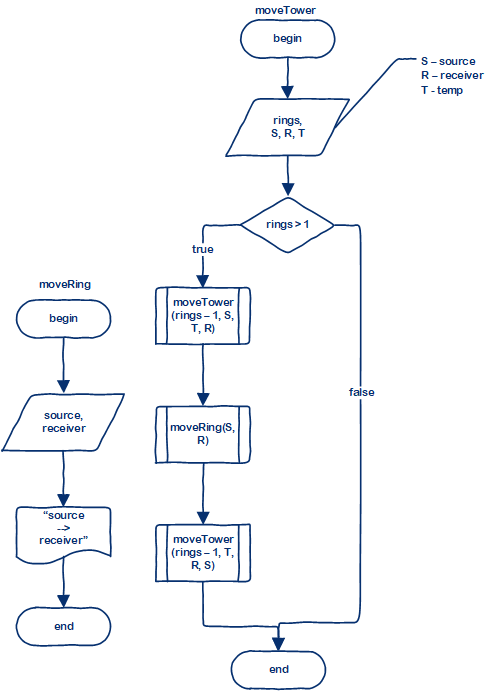 moveTower
begin
S – source
R – receiver
T - temp
rings,
S, R, T
rings > 1
true
false
moveTower
(rings – 1, S,
T, R)
moveRing(S,
R)
moveTower
(rings – 1, T,
R, S)
end
moveRing
begin
source,
receiver
“source
-->
receiver”
end